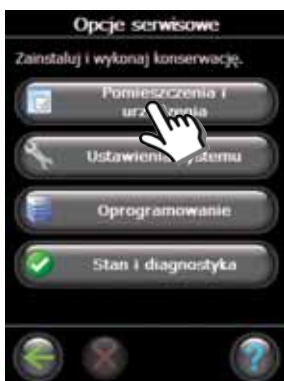 Opcje serwisowe
Zainstaluj i wykonaj konserwację.
Pomieszczenia i
Oprogramowanie
Stan i diagnostyka